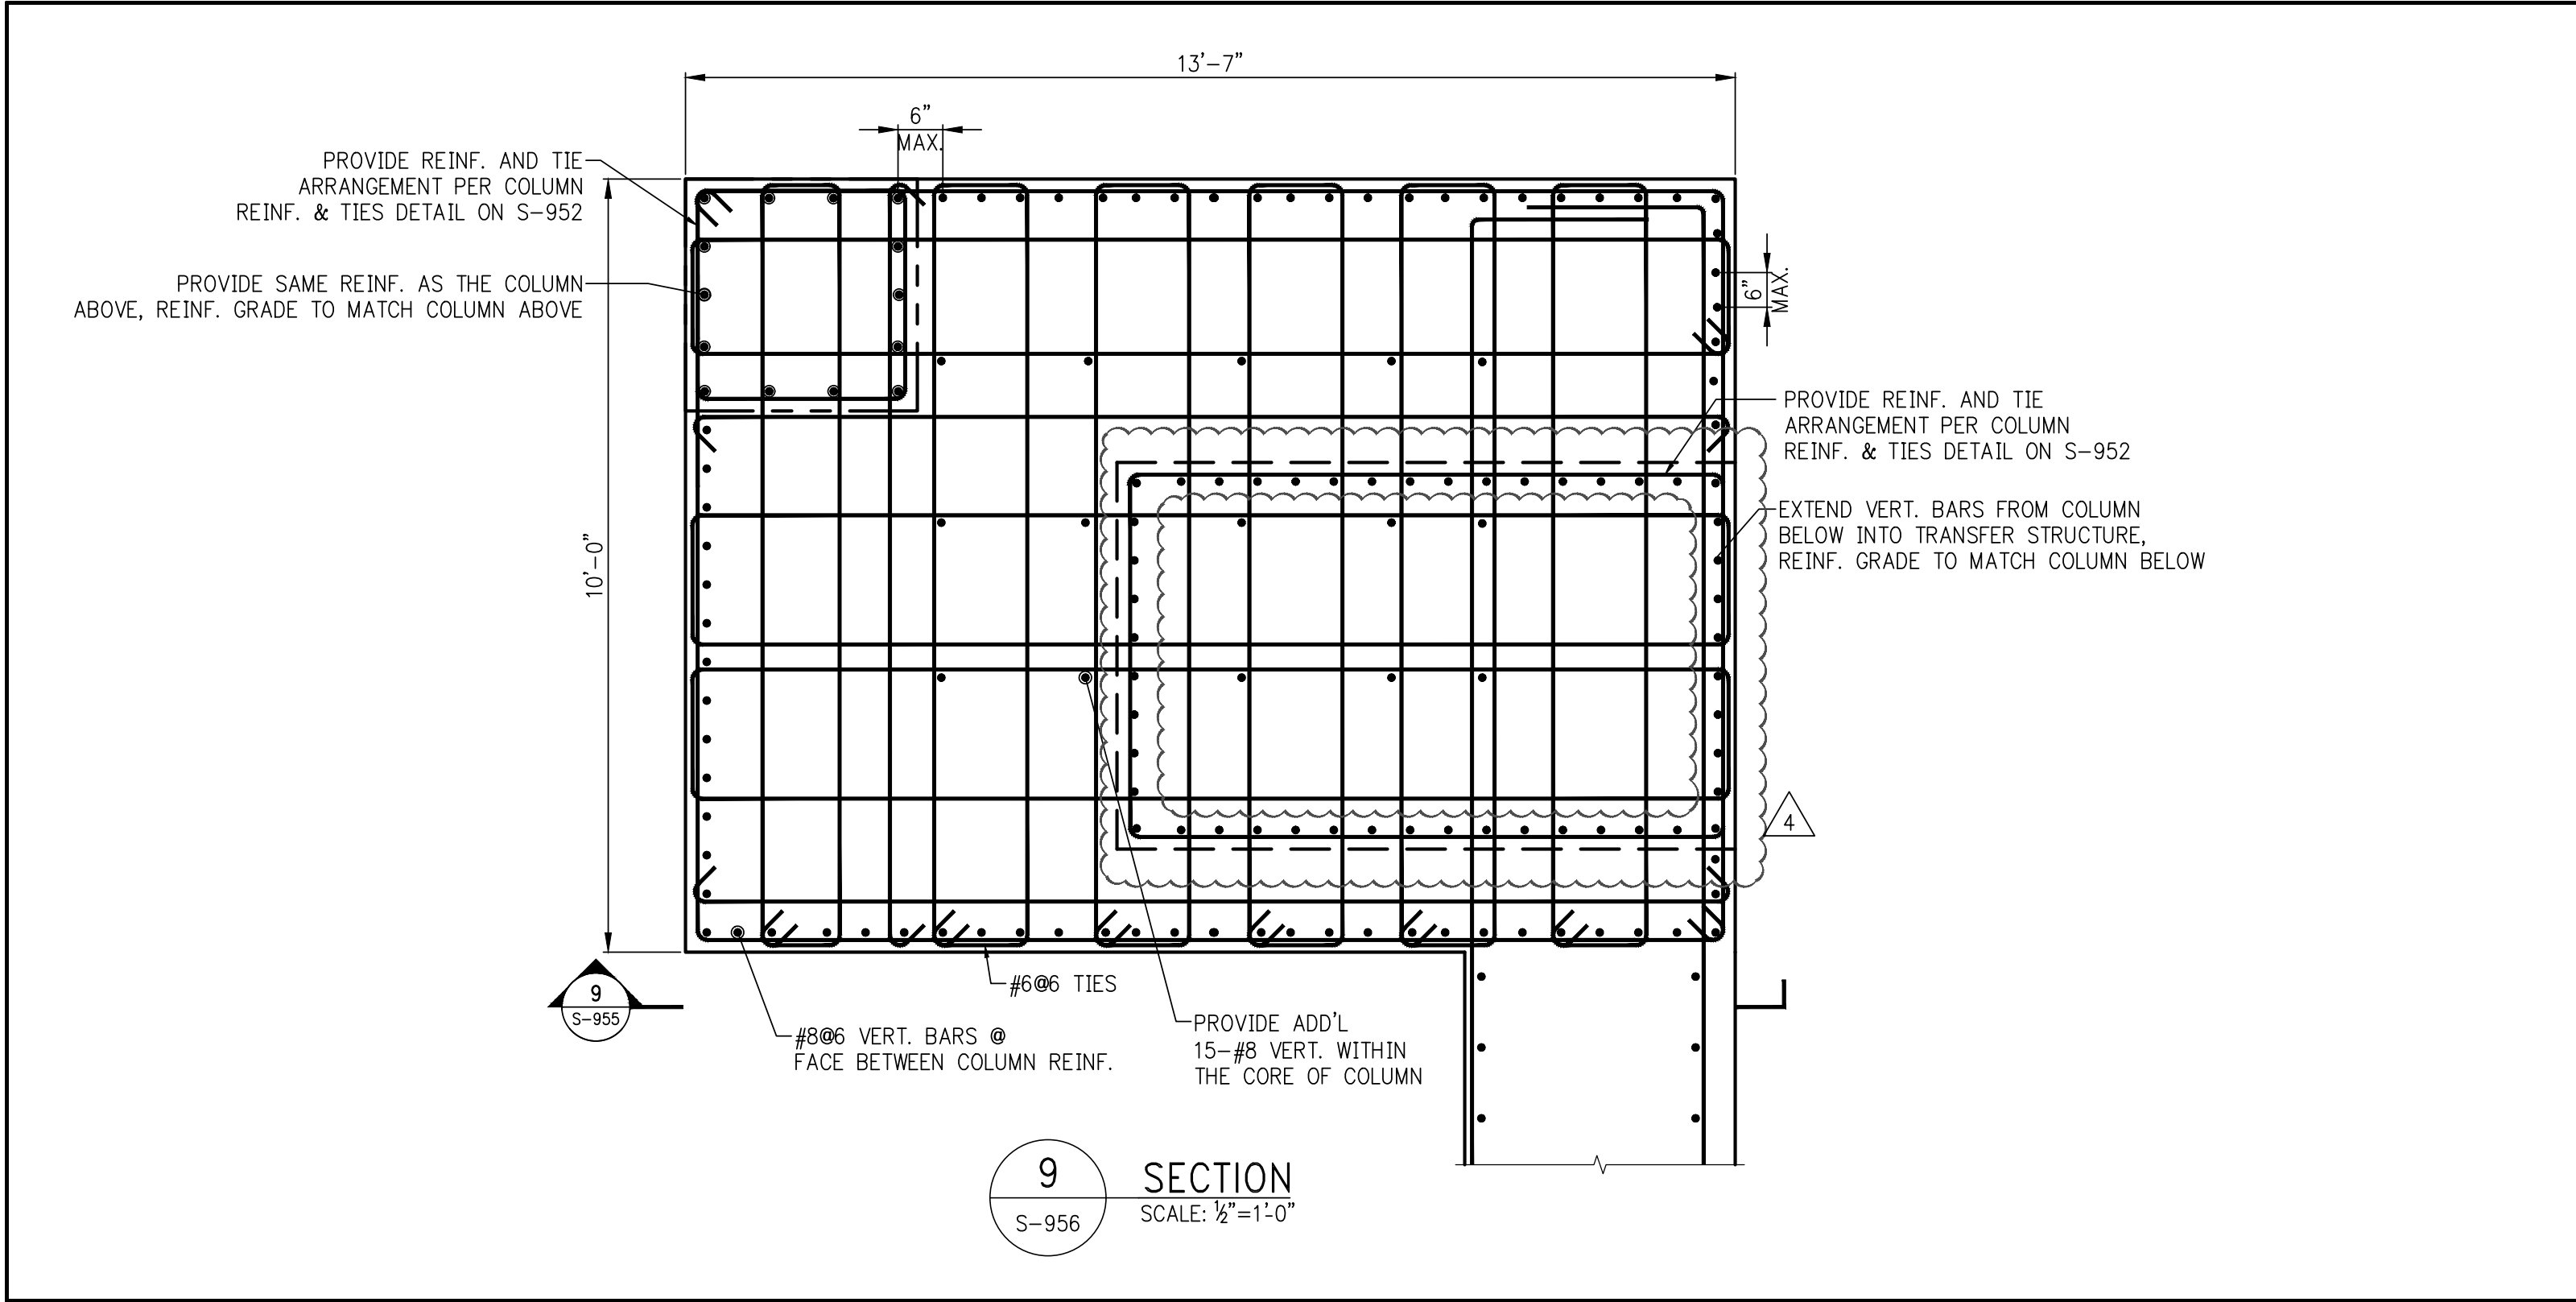 13'-7"
6"
MAX.
PROVIDE REINF. AND TIE
ARRANGEMENT PER COLUMN
REINF. & TIES DETAIL ON S-952
PROVIDE SAME REINF. AS THE COLUMN
ABOVE, REINF. GRADE TO MATCH COLUMN ABOVE
6"
MAX.
PROVIDE REINF. AND TIE
ARRANGEMENT PER COLUMN
REINF. & TIES DETAIL ON S-952
EXTEND VERT. BARS FROM COLUMN
BELOW INTO TRANSFER STRUCTURE,
REINF. GRADE TO MATCH COLUMN BELOW
10'-0"
4
9
S-955
#6@6 TIES
#8@6 VERT. BARS @
FACE BETWEEN COLUMN REINF.
PROVIDE ADD'L
15-#8 VERT. WITHIN
THE CORE OF COLUMN
9
S-956
SECTION
SCALE: ½"=1'-0"